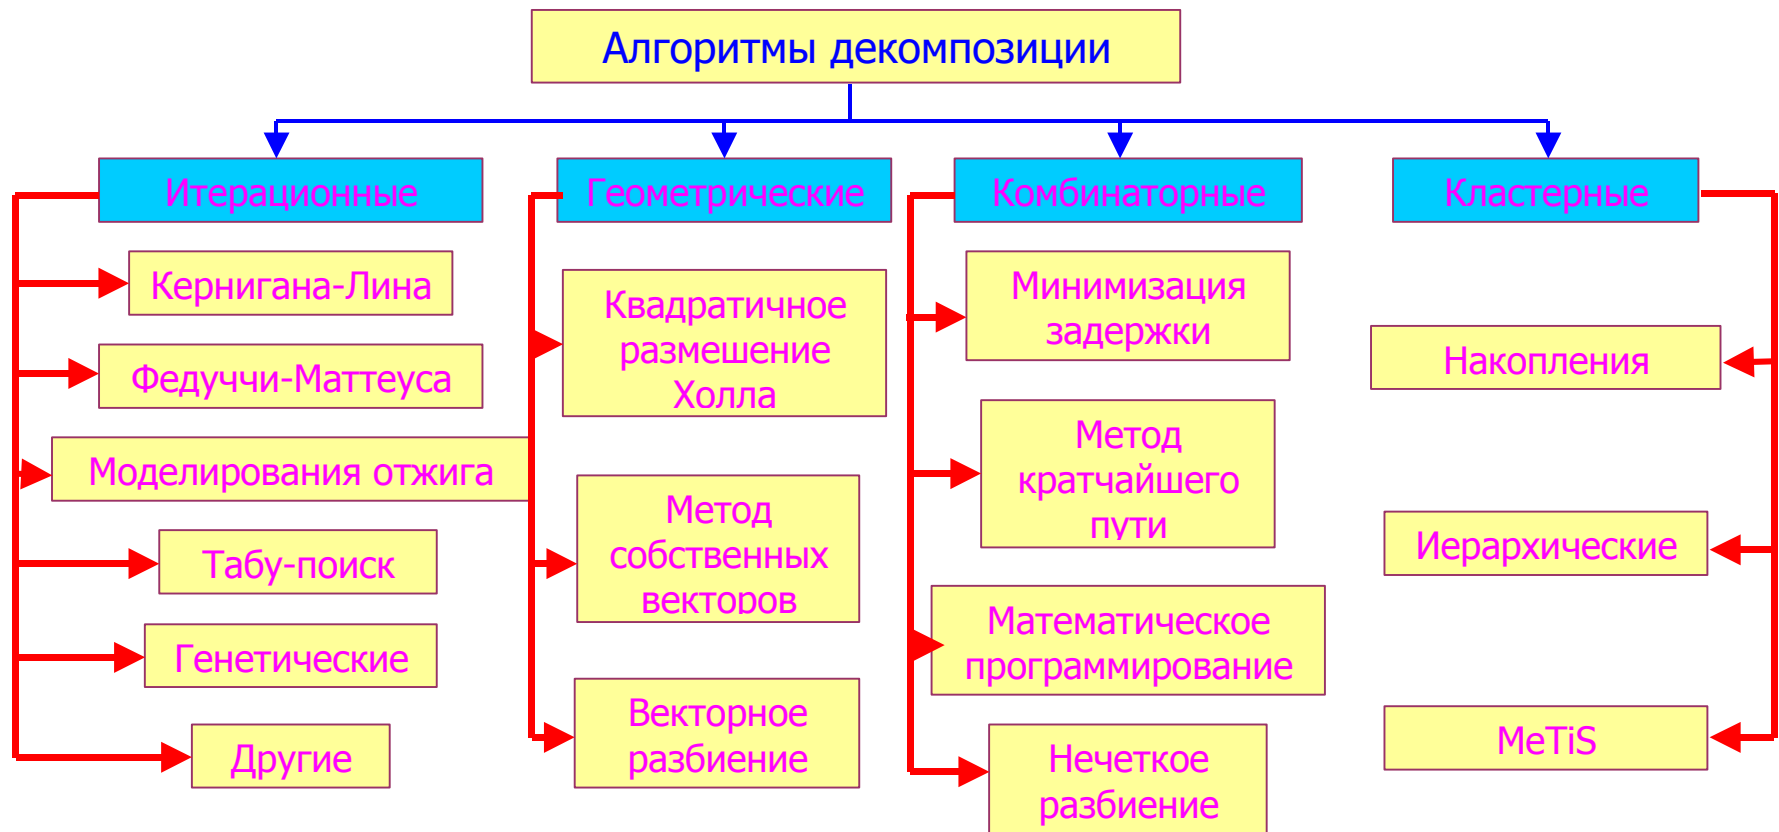 Алгоритмы декомпозиции
Итерационные
Геометрические
Комбинаторные
Кластерные
Кернигана-Лина
Федуччи-Маттеуса
Моделирования отжига
Табу-поиск
Генетические
Другие
Квадратичное
размешение
Холла
Метод
собственных
векторов
Векторное
разбиение
Минимизация
задержки
Метод
кратчайшего
пути
Математическое
программирование
Нечеткое
разбиение
Накопления
Иерархические
MeTiS